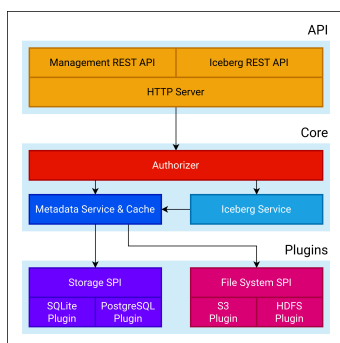 API
Management REST API
Iceberg REST API
HTTP Server
Core
Authorizer
Metadata Service & Cache
Iceberg Service
Plugins
Storage SPI
File System SPI
SQLite
Plugin
PostgreSQL
Plugin
S3
Plugin
HDFS
Plugin